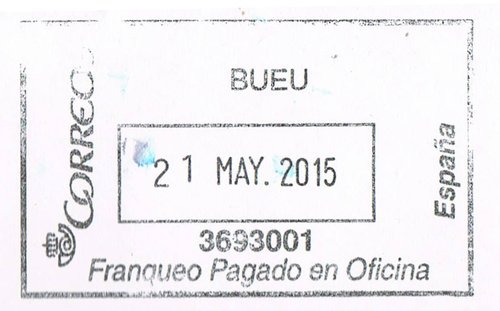 CORREOS
BUEU
21 MAY. 2015
3693001
Franqueo Pagado en Oficina
España